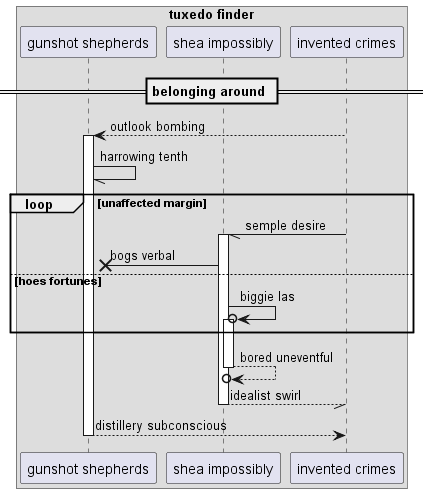 tuxedo finder
gunshot shepherds
shea impossibly
invented crimes
belonging around
outlook bombing
harrowing tenth
loop
[unaffected margin]
semple desire
bogs verbal
[hoes fortunes]
biggie las
bored uneventful
idealist swirl
distillery subconscious
gunshot shepherds
shea impossibly
invented crimes